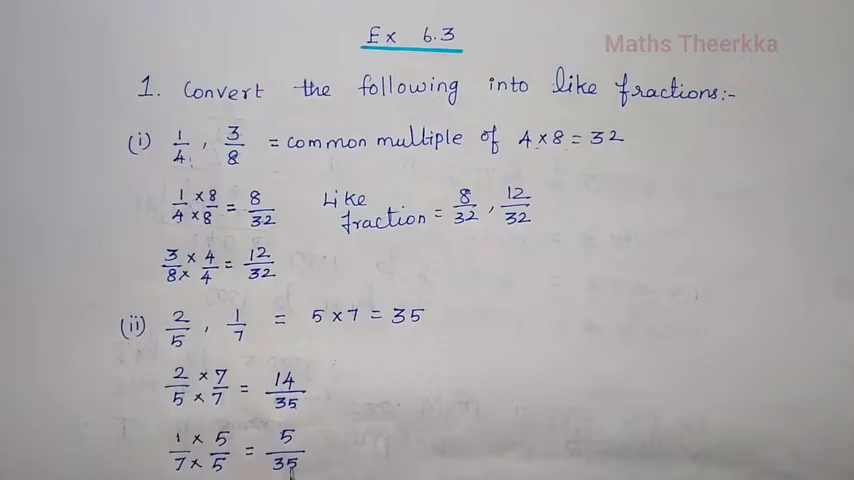 Ex 6.3
Maths Theerkka
1. Convert the following into like fractions:-
(i) 1/4 , 3/8 = common multiple of 4 × 8 = 32
1/4 × 8/8 = 8/32
Like fraction = 8/32 , 12/32
3/8 × 4/4 = 12/32
(ii) 2/5 , 1/7 = 5 × 7 = 35
2/5 × 7/7 = 14/35
1/7 × 5/5 = 5/35